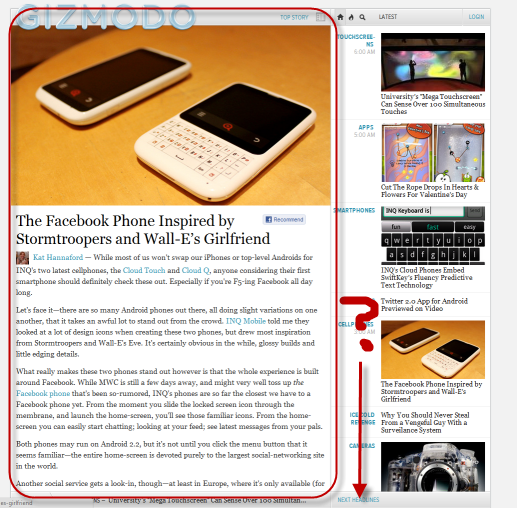 GIZMODO
TOP STORY
LATEST
LOGIN
The Facebook Phone Inspired by
Stormtroopers and Wall-E's Girlfriend
Recommend
Kat Hannaford — While most of us won't swap our iPhones or top-level Androids for
INQ's two latest cellphones, the Cloud Touch and Cloud Q, anyone considering their first
smartphone should definitely check these out. Especially if you're F5-ing Facebook all day
long.
Let's face it—there are so many Android phones out there, all doing slight variations on one
another, that it takes an awful lot to stand out from the crowd. INQ Mobile told me they
looked at a lot of design icons when creating these two phones, but drew most inspiration
from Stormtroopers and Wall-E's Eve. It's certainly obvious in the while, glossy builds and
little edging details.
What really makes these two phones stand out however is that the whole experience is built
around Facebook. While MWC is still a few days away, and might very well toss up the
Facebook phone that's been so-rumored, INQ's phones are so far the closest we have to a
Facebook phone yet. From the moment you slide the locked screen icon through the
membrane, and launch the home-screen, you'll see those familiar icons. From the home-
screen you can easily start chatting; looking at your feed; see latest messages from your pals.
Both phones may run on Android 2.2, but it's not until you click the menu button that it
seems familiar—the entire home-screen is devoted purely to the largest social-networking site
in the world.
Another social service gets a look-in, though—at least in Europe, where it's only available (for
TOUCHSCREE-
NS
5:00 AM
University's "Mega Touchscreen"
Can Sense Over 100 Simultaneous
Touches
APPS
5:00 AM
Cut The Rope Drops In Hearts &
Flowers For Valentine's Day
SMARTPHONES
INQ Keyboard is
fun fast easy
q w e r t y u i o p
a s d f g h j k l
INQ's Cloud Phones Embed
SwiftKey's Fluency Predictive
Text Technology
Twitter 2.0 App for Android
Previewed on Video
The Facebook Phone Inspired by
Stormtroopers and Wall-E's
Girlfriend
ICE COLD
REVENGE
Why You Should Never Steal
From a Vengeful Guy With a
Surveillance System
CAMERAS
es-girlfriend
NS – University's "Mega Touchscreen" Can Sense Over 100 Simultan...
NEXT HEADLINES